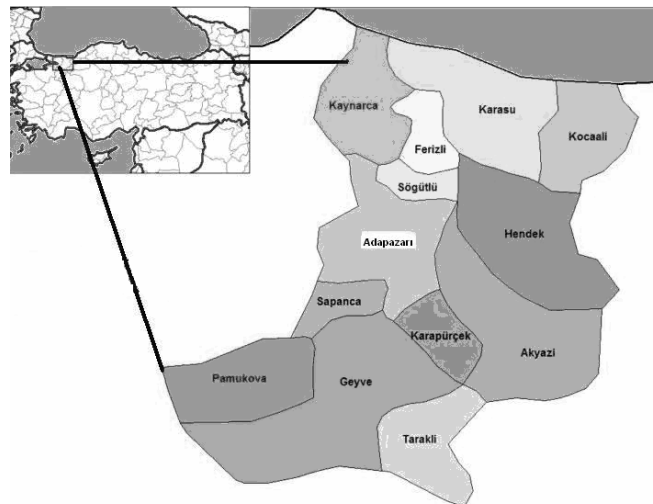 Kaynarca
Karasu
Kocaali
Ferizli
Sögütlü
Hendek
Adapazarı
Sapanca
Karapürçek
Akyazi
Pamukova
Geyve
Tarakli